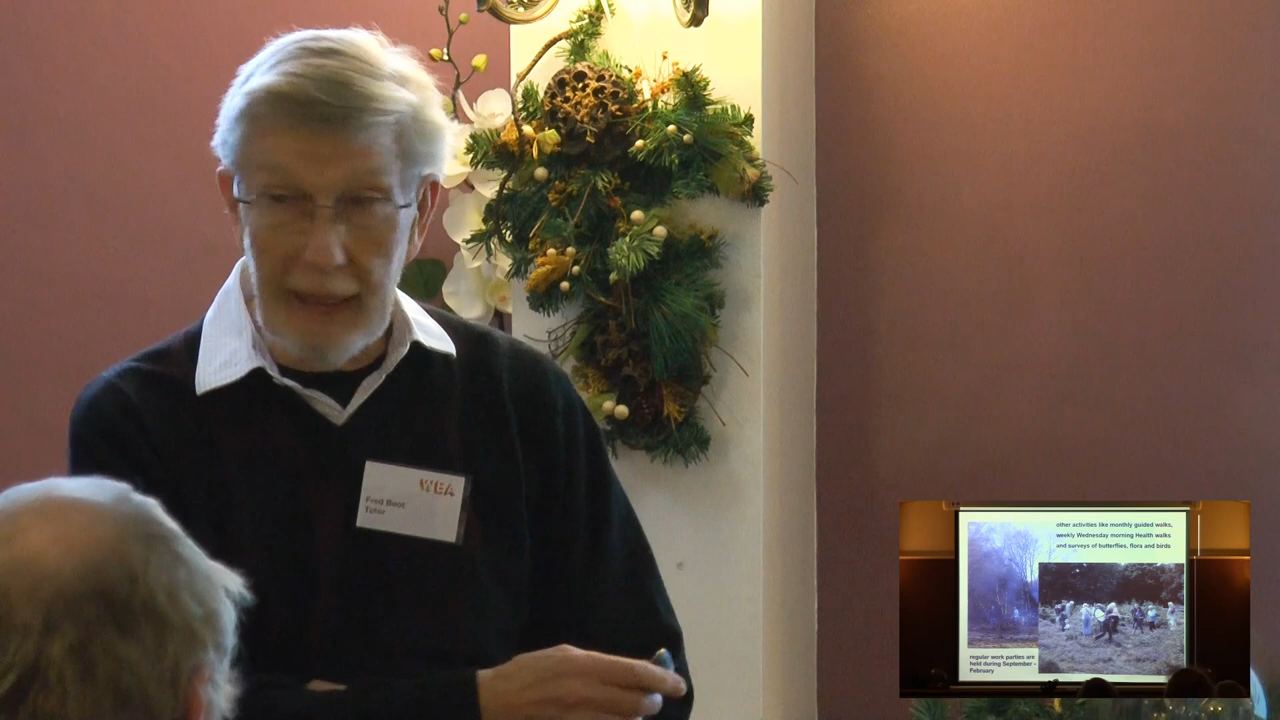 WEA
Fred Boot
Tutor
other activities like monthly guided walks,
weekly Wednesday morning Health walks
and surveys of butterflies, flora and birds
regular work parties are
held during September -
February